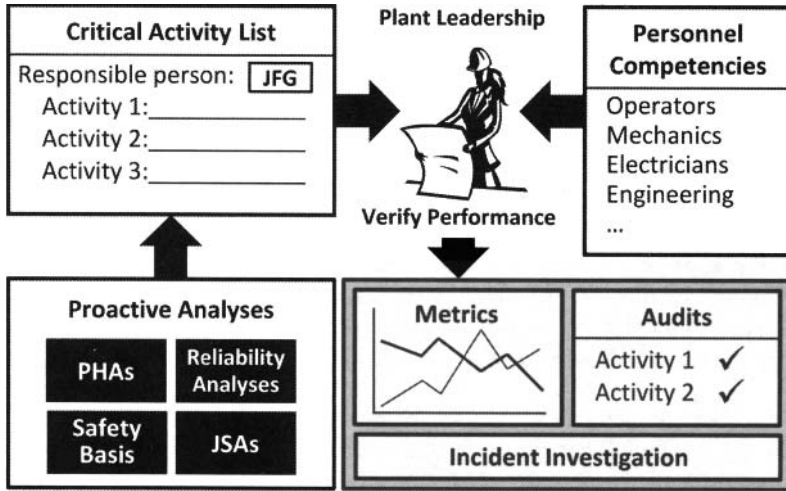 Critical Activity List
Responsible person: JFG
Activity 1:
Activity 2:
Activity 3:
Plant Leadership
Verify Performance
Personnel
Competencies
Operators
Mechanics
Electricians
Engineering
...
Proactive Analyses
PHAs
Reliability
Analyses
Safety
Basis
JSAs
Metrics
Audits
Activity 1 ✓
Activity 2 ✓
Incident Investigation